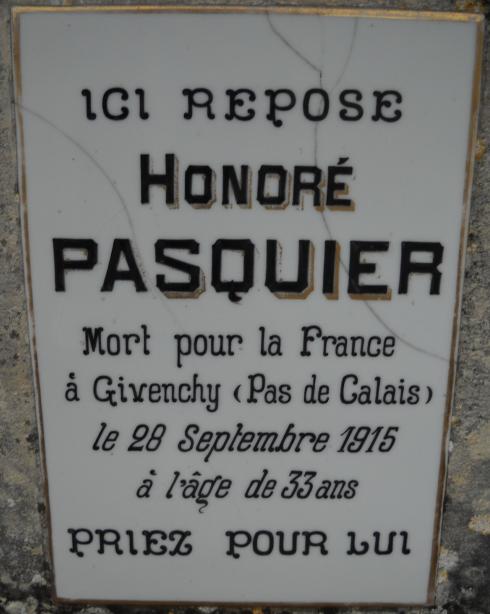 ICI REPOSE
HONORÉ
PASQUIER
Mort pour la France
à Givenchy (Pas de Calais)
le 28 Septembre 1915
à l'âge de 33 ans
PRIEZ POUR LUI